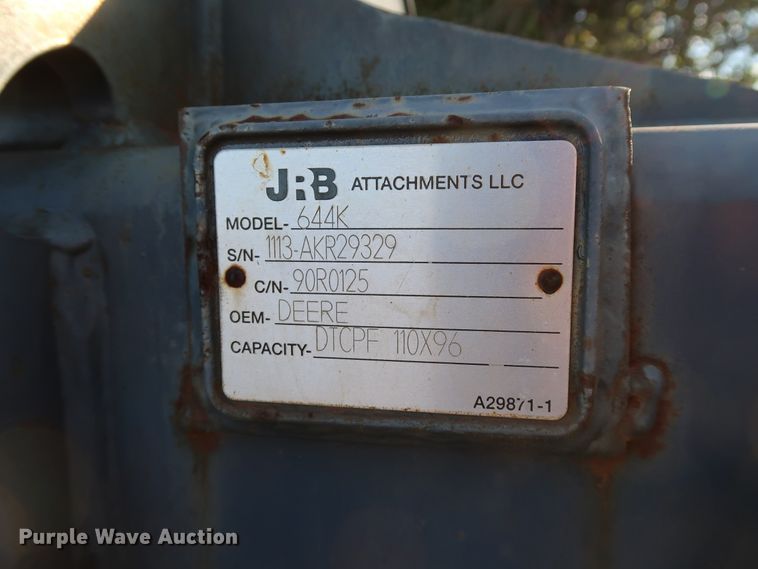 JRB ATTACHMENTS LLC
MODEL- 644K
S/N- 1113-AKR29329
C/N- 90R0125
OEM- DEERE
CAPACITY- DTCPF 110X96
A29871-1
Purple Wave Auction